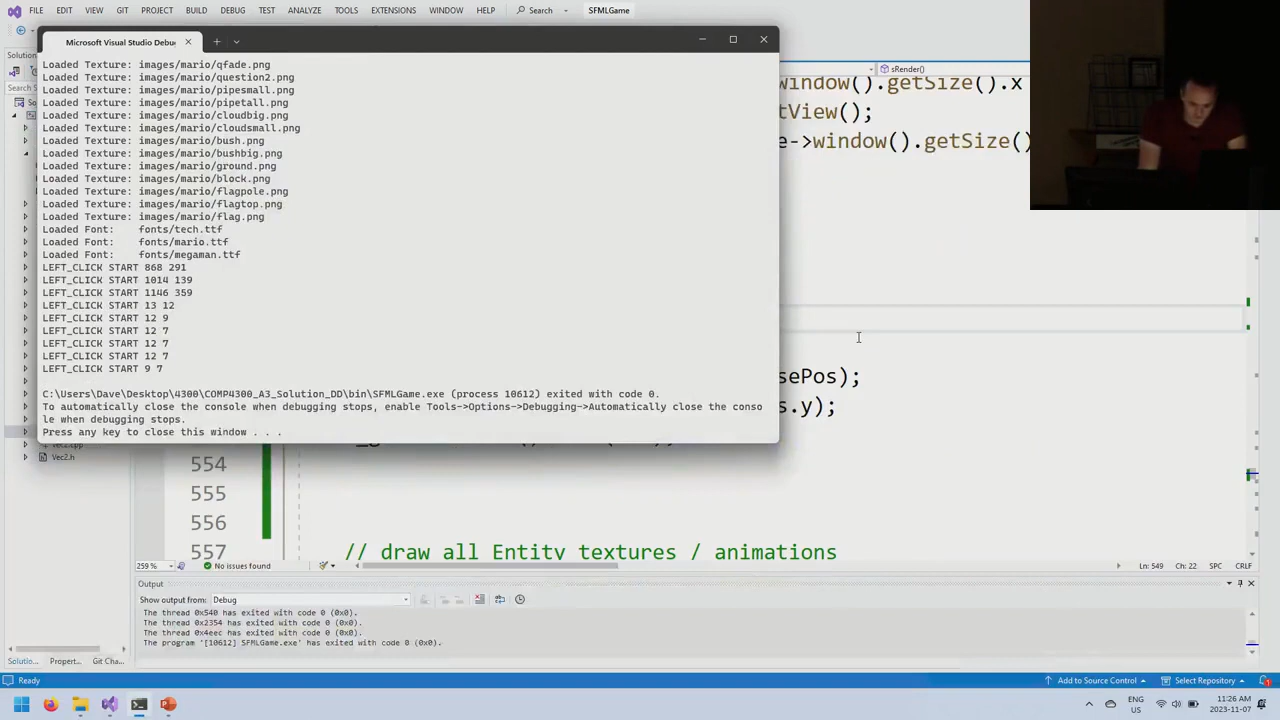 FILE EDIT VIEW GIT PROJECT BUILD DEBUG TEST ANALYZE TOOLS EXTENSIONS WINDOW HELP Search SFMLGame
Microsoft Visual Studio Debu
sRender()
Loaded Texture: images/mario/qfade.png
Loaded Texture: images/mario/question2.png
Loaded Texture: images/mario/pipesmall.png
Loaded Texture: images/mario/pipetall.png
Loaded Texture: images/mario/cloudbig.png
Loaded Texture: images/mario/cloudsmall.png
Loaded Texture: images/mario/bush.png
Loaded Texture: images/mario/bushbig.png
Loaded Texture: images/mario/ground.png
Loaded Texture: images/mario/block.png
Loaded Texture: images/mario/flagpole.png
Loaded Texture: images/mario/flagtop.png
Loaded Texture: images/mario/flag.png
Loaded Font: fonts/tech.ttf
Loaded Font: fonts/mario.ttf
Loaded Font: fonts/megaman.ttf
LEFT_CLICK START 868 291
LEFT_CLICK START 1014 139
LEFT_CLICK START 1146 359
LEFT_CLICK START 13 12
LEFT_CLICK START 12 9
LEFT_CLICK START 12 7
LEFT_CLICK START 12 7
LEFT_CLICK START 12 7
LEFT_CLICK START 9 7
C:\Users\Dave\Desktop\4300\COMP4300_A3_Solution_DD\bin\SFMLGame.exe (process 10612) exited with code 0.
To automatically close the console when debugging stops, enable Tools->Options->Debugging->Automatically close the conso
le when debugging stops.
Press any key to close this window . . .
window().getSize().x
tView();
e->window().getSize()
sePos);
s.y);
Vec2.h
554
555
556
557 // draw all Entity textures / animations
259 % No issues found Ln: 549 Ch: 22 SPC CRLF
Output
Show output from: Debug
The thread 0x540 has exited with code 0 (0x0).
The thread 0x2354 has exited with code 0 (0x0).
The thread 0x4eec has exited with code 0 (0x0).
The program '[10612] SFMLGame.exe' has exited with code 0 (0x0).
Solutio... Propert... Git Cha...
Ready Add to Source Control Select Repository
ENG
US
11:26 AM
2023-11-07